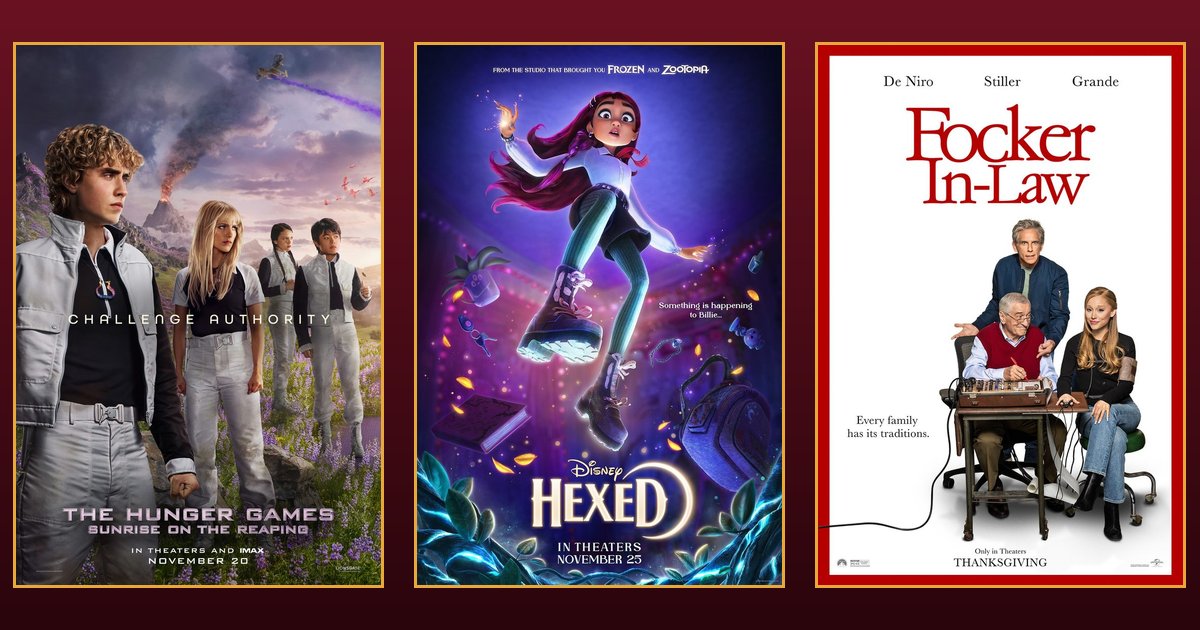 CHALLENGE AUTHORITY
THE HUNGER GAMES
SUNRISE ON THE REAPING
IN THEATERS AND IMAX
NOVEMBER 20
LIONSGATE
FROM THE STUDIO THAT BROUGHT YOU FROZEN AND ZOOTOPIA
Something is happening
to Billie...
DISNEY
HEXED
IN THEATERS
NOVEMBER 25
De Niro Stiller Grande
Focker
In-Law
Every family
has its traditions.
Only in Theaters
THANKSGIVING